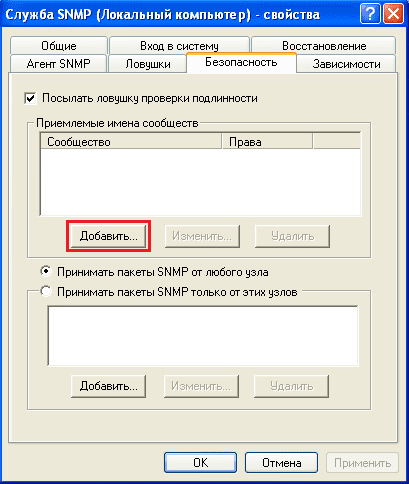 Служба SNMP (Локальный компьютер) - свойства
Общие Вход в систему Восстановление
Агент SNMP Ловушки Безопасность Зависимости
Посылать ловушку проверки подлинности
Приемлемые имена сообществ
Сообщество Права
Добавить... Изменить... Удалить
Принимать пакеты SNMP от любого узла
Принимать пакеты SNMP только от этих узлов
Добавить... Изменить... Удалить
OK Отмена Применить